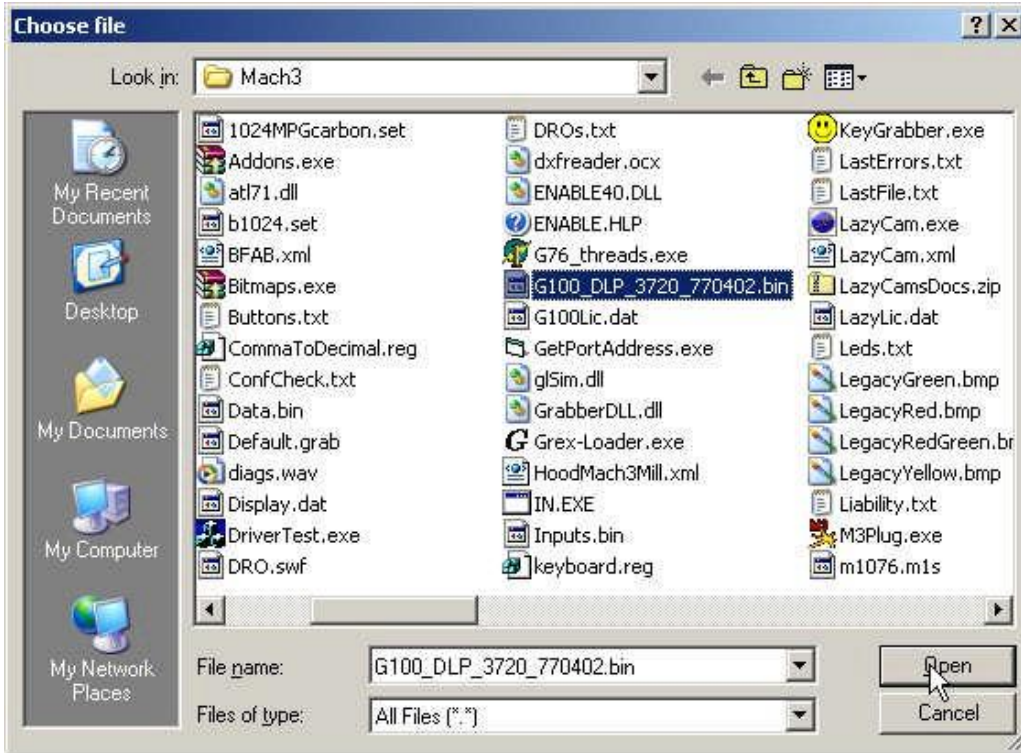 Choose file
Look in:
Mach3
My Recent
Documents
Desktop
My Documents
My Computer
My Network
Places
1024MPGcarbon.set
Addons.exe
atl71.dll
b1024.set
BFAB.xml
Bitmaps.exe
Buttons.txt
CommaToDecimal.reg
ConfCheck.txt
Data.bin
Default.grab
diags.wav
Display.dat
DriverTest.exe
DRO.swf
DROs.txt
dxfreader.ocx
ENABLE40.DLL
ENABLE.HLP
G76_threads.exe
G100_DLP_3720_770402.bin
G100Lic.dat
GetPortAddress.exe
glSim.dll
GrabberDLL.dll
Grex-Loader.exe
HoodMach3Mill.xml
IN.EXE
Inputs.bin
keyboard.reg
KeyGrabber.exe
LastErrors.txt
LastFile.txt
LazyCam.exe
LazyCam.xml
LazyCamsDocs.zip
LazyLic.dat
Leds.txt
LegacyGreen.bmp
LegacyRed.bmp
LegacyRedGreen.br
LegacyYellow.bmp
Liability.txt
M3Plug.exe
m1076.m1s
File name:
G100_DLP_3720_770402.bin
Open
Files of type:
All Files (*.*)
Cancel